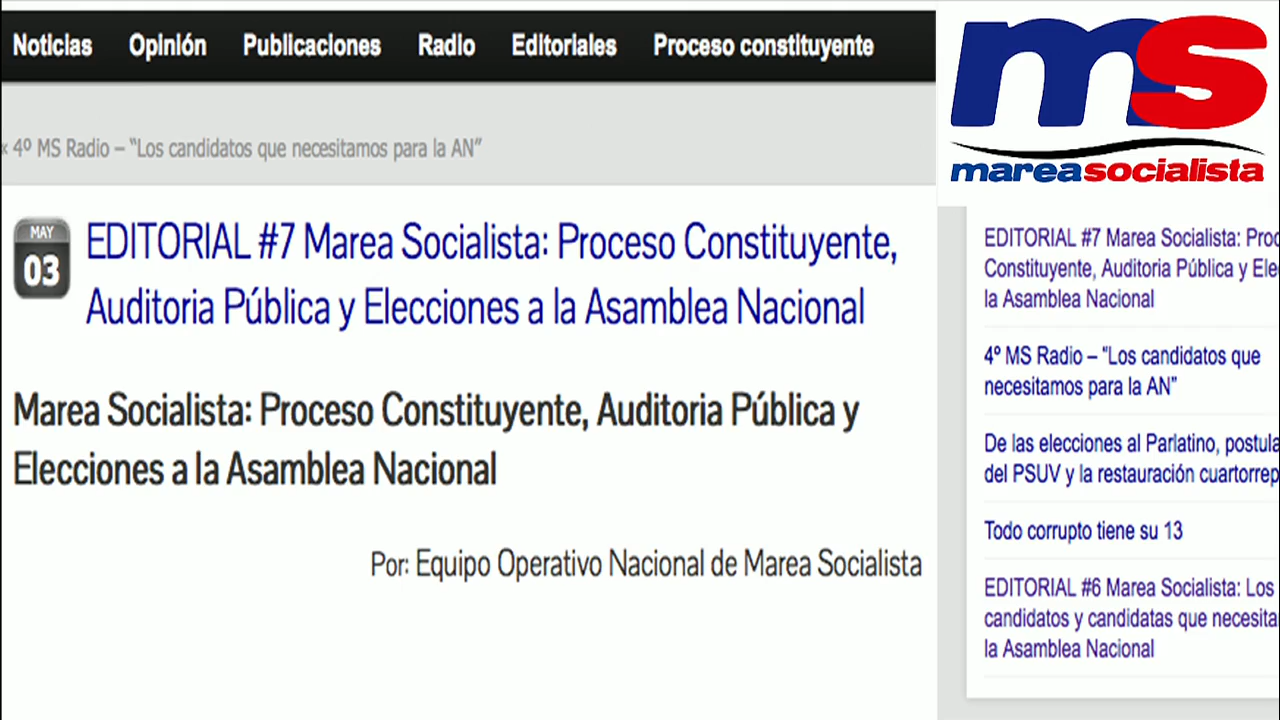 Noticias Opinión Publicaciones Radio Editoriales Proceso constituyente
ms
mareasocialista
« 4º MS Radio – “Los candidatos que necesitamos para la AN”
MAY
03
EDITORIAL #7 Marea Socialista: Proceso Constituyente,
Auditoria Pública y Elecciones a la Asamblea Nacional
Marea Socialista: Proceso Constituyente, Auditoria Pública y
Elecciones a la Asamblea Nacional
Por: Equipo Operativo Nacional de Marea Socialista
EDITORIAL #7 Marea Socialista: Proc
Constituyente, Auditoria Pública y Ele
la Asamblea Nacional
4º MS Radio – “Los candidatos que
necesitamos para la AN”
De las elecciones al Parlatino, postula
del PSUV y la restauración cuartorrep
Todo corrupto tiene su 13
EDITORIAL #6 Marea Socialista: Los
candidatos y candidatas que necesita
la Asamblea Nacional